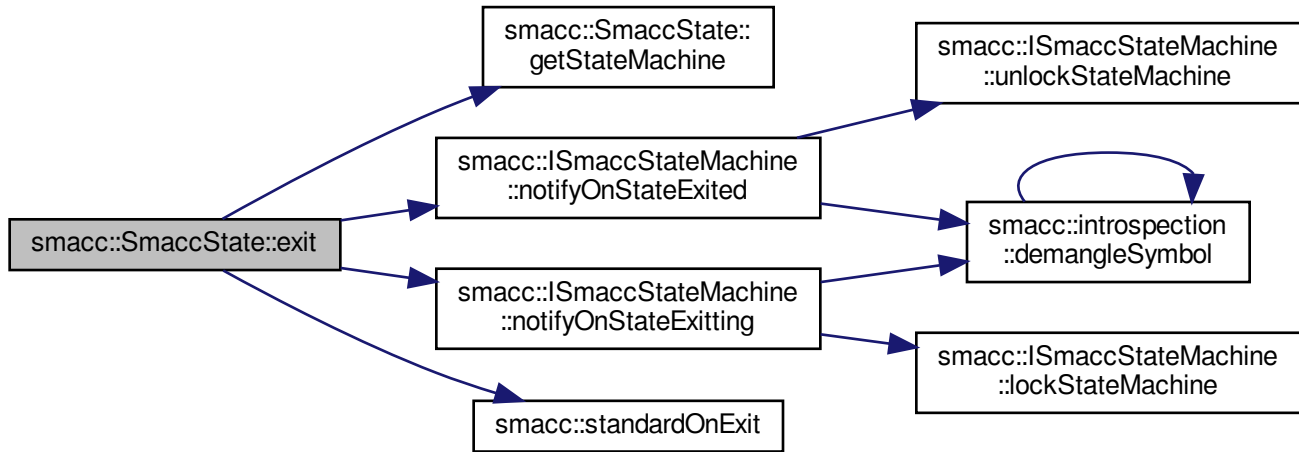 smacc::SmaccState::exit
smacc::SmaccState::
getStateMachine
smacc::ISmaccStateMachine
::notifyOnStateExited
smacc::ISmaccStateMachine
::notifyOnStateExitting
smacc::standardOnExit
smacc::ISmaccStateMachine
::unlockStateMachine
smacc::introspection
::demangleSymbol
smacc::ISmaccStateMachine
::lockStateMachine